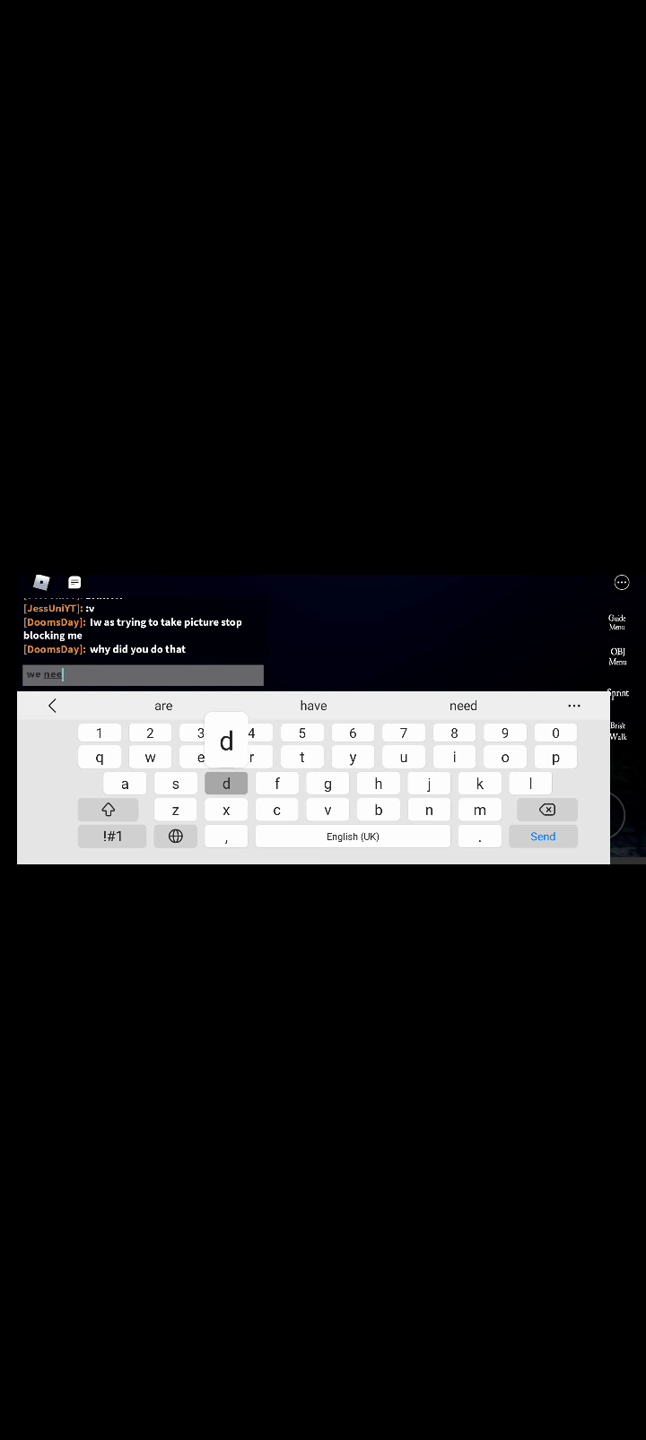 [JessUniYT]: :v
[DoomsDay]: Iw as trying to take picture stop
blocking me
[DoomsDay]: why did you do that
we nee
Guide
Menu
OBJ
Menu
Sprint
Brisk
Walk
are have need
1 2 3 4 5 6 7 8 9 0
d
q w e r t y u i o p
a s d f g h j k l
z x c v b n m
!#1 , English (UK) . Send